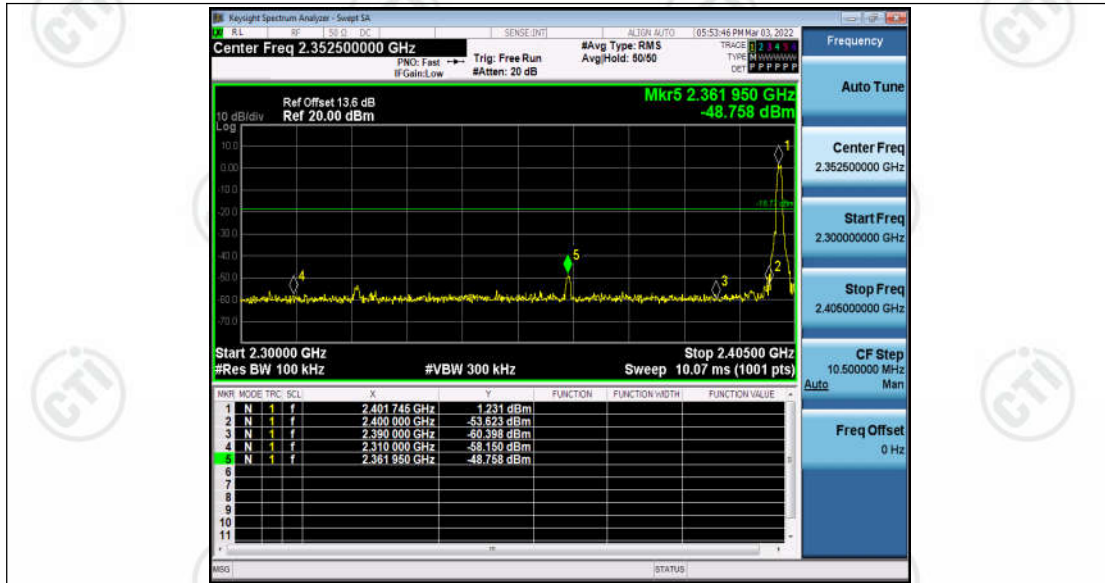 Keysight Spectrum Analyzer - Swept SA
RL RF 50 Ω DC SENSE:INT ALIGN AUTO 05:53:46 PM Mar 03, 2022
Center Freq 2.352500000 GHz
PNO: Fast
IFGain:Low
Trig: Free Run
#Atten: 20 dB
#Avg Type: RMS
Avg|Hold: 50/50
TRACE 1 2 3 4 5 6
TYPE M WWWWW
DET P P P P P P
Frequency
Auto Tune
Center Freq
2.352500000 GHz
Start Freq
2.300000000 GHz
Stop Freq
2.405000000 GHz
CF Step
10.500000 MHz
Auto Man
Freq Offset
0 Hz
Mkr5 2.361 950 GHz
-48.758 dBm
Ref Offset 13.6 dB
10 dB/div Ref 20.00 dBm
Log
10.0
0.00
-10.0
-20.0
-30.0
-40.0
-50.0
-60.0
-70.0
1
2
3
4
5
Start 2.30000 GHz Stop 2.40500 GHz
#Res BW 100 kHz #VBW 300 kHz Sweep 10.07 ms (1001 pts)
MKR MODE TRC SCL X Y FUNCTION FUNCTION WIDTH FUNCTION VALUE
1 N 1 f 2.401 745 GHz 1.231 dBm
2 N 1 f 2.400 000 GHz -53.623 dBm
3 N 1 f 2.390 000 GHz -60.398 dBm
4 N 1 f 2.310 000 GHz -58.150 dBm
5 N 1 f 2.361 950 GHz -48.758 dBm
6
7
8
9
10
11
MSG STATUS
CTI
CTI
CTI
CTI